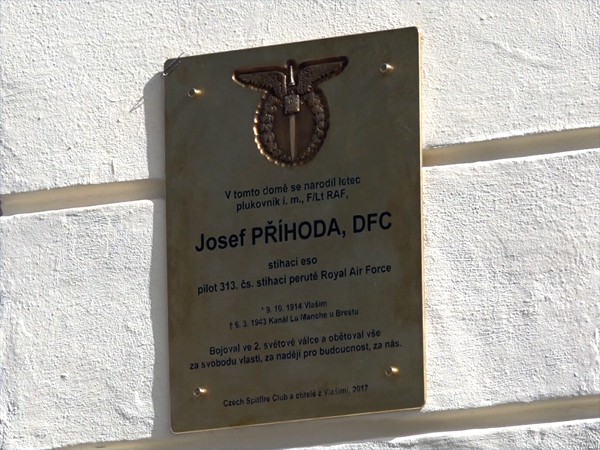 V tomto domě se narodil letec
plukovník i. m., F/Lt RAF,
Josef PŘÍHODA, DFC
stíhací eso
pilot 313. čs. stíhací perutě Royal Air Force
* 9. 10. 1914 Vlašim
† 6. 3. 1943 Kanál La Manche u Brestu
Bojoval ve 2. světové válce a obětoval vše
za svobodu vlasti, za naději pro budoucnost, za nás.
Czech Spitfire Club a přátelé z Vlašimi, 2017